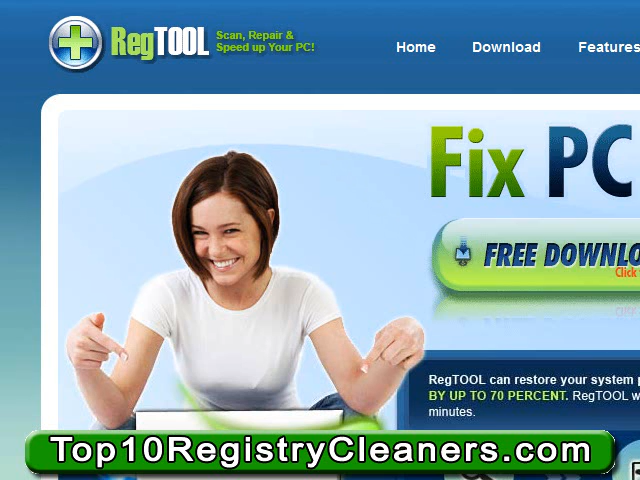 RegTOOL
Scan, Repair &
Speed up Your PC!
Home Download Features
Fix PC
FREE DOWNLO
Click
RegTOOL can restore your system
BY UP TO 70 PERCENT. RegTOOL w
minutes.
Top10RegistryCleaners.com